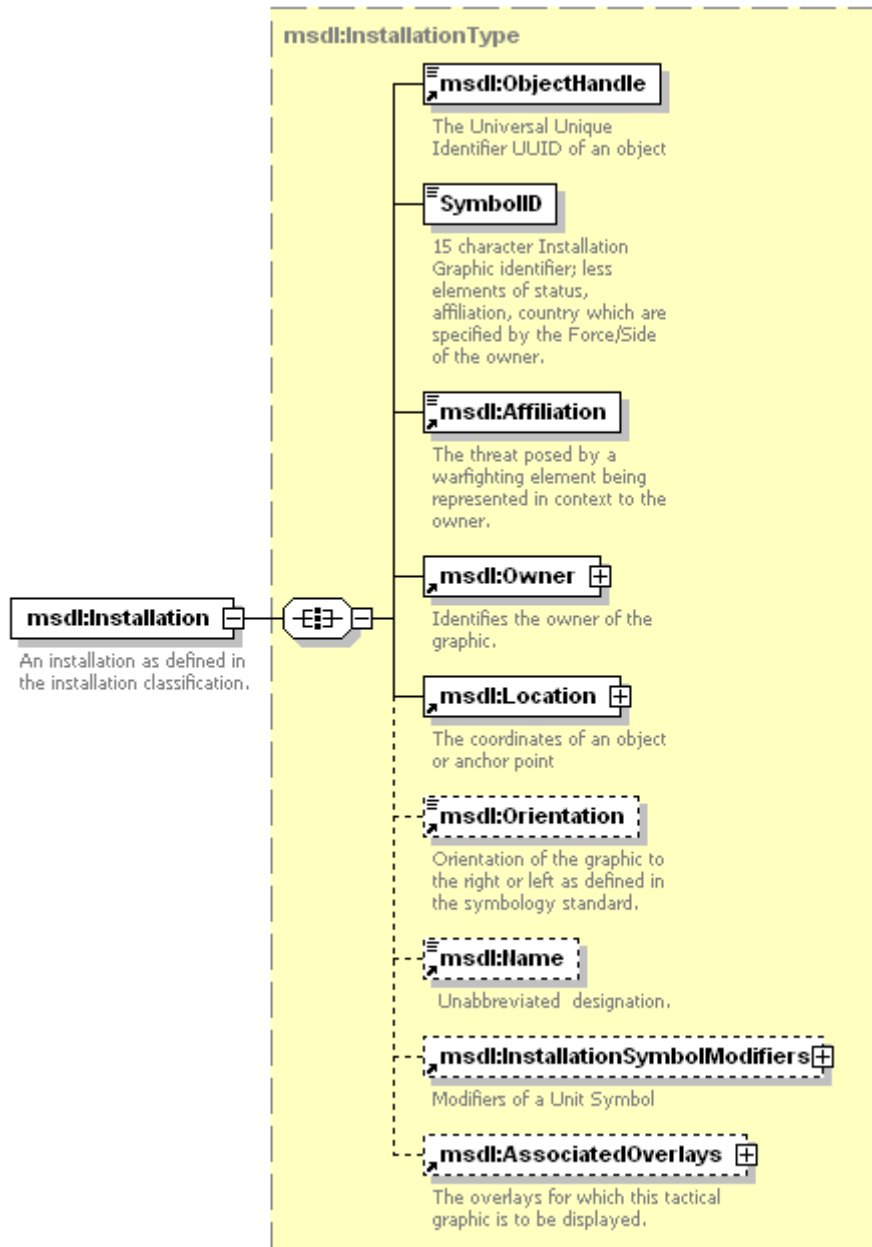 msdl:InstallationType
msdl:ObjectHandle
The Universal Unique
Identifier UUID of an object
SymbolID
15 character Installation
Graphic identifier; less
elements of status,
affiliation, country which are
specified by the Force/Side
of the owner.
msdl:Affiliation
The threat posed by a
warfighting element being
represented in context to the
owner.
msdl:Owner
Identifies the owner of the
graphic.
msdl:Installation
An installation as defined in
the installation classification.
msdl:Location
The coordinates of an object
or anchor point
msdl:Orientation
Orientation of the graphic to
the right or left as defined in
the symbology standard.
msdl:Name
Unabbreviated designation.
msdl:InstallationSymbolModifiers
Modifiers of a Unit Symbol
msdl:AssociatedOverlays
The overlays for which this tactical
graphic is to be displayed.